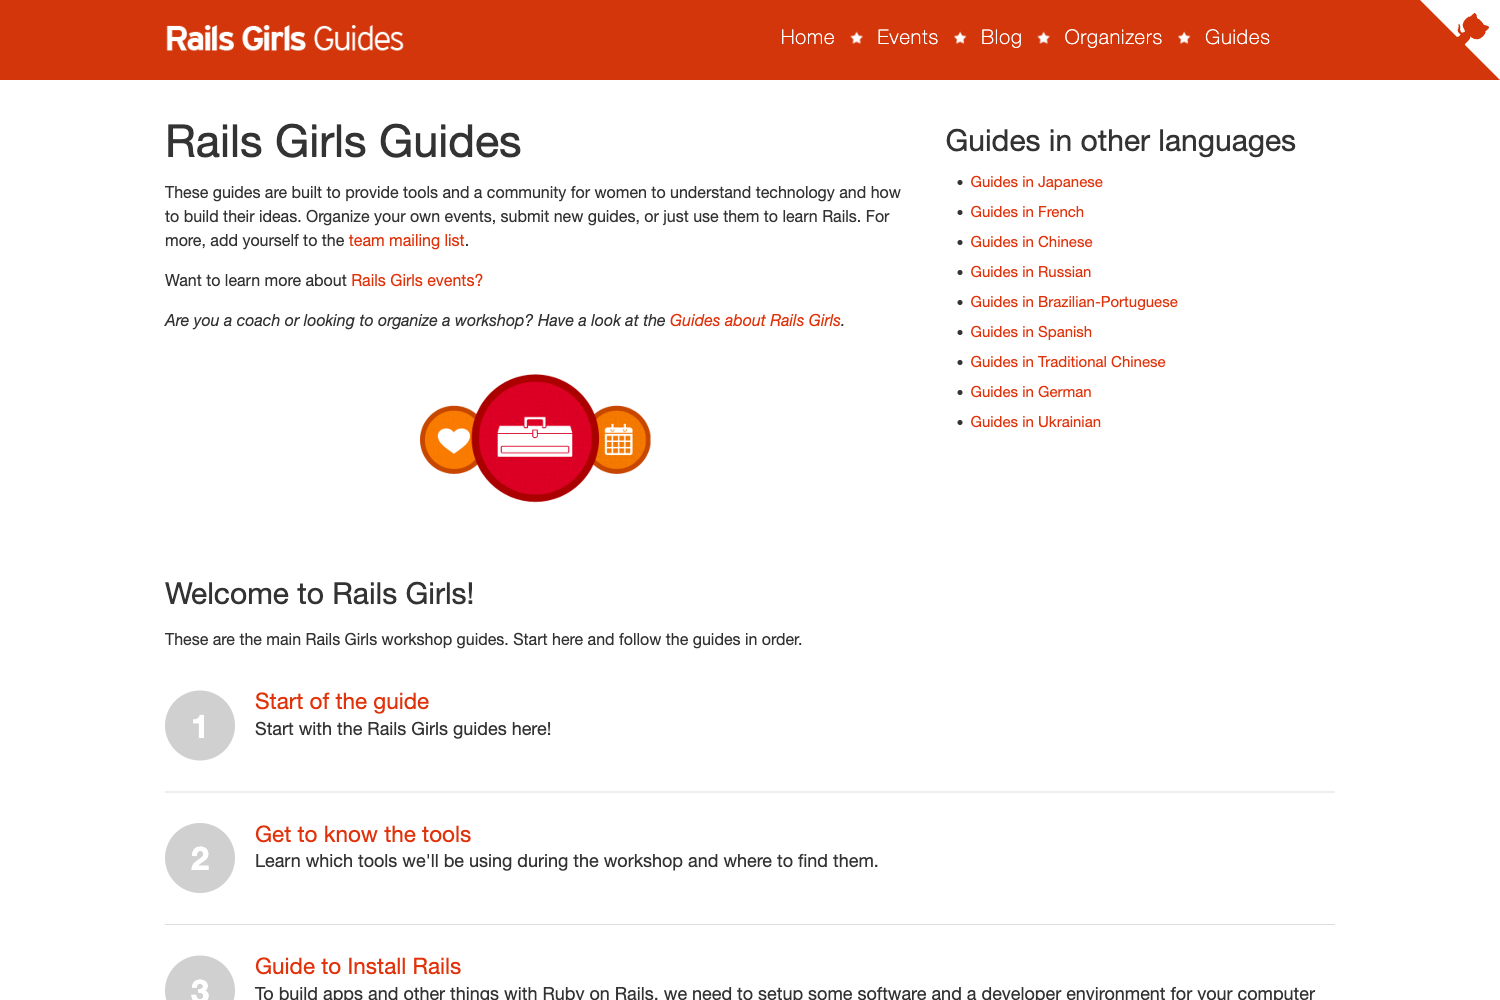 Rails Girls Guides
Home
Events
Blog
Organizers
Guides
Rails Girls Guides
These guides are built to provide tools and a community for women to understand technology and how
to build their ideas. Organize your own events, submit new guides, or just use them to learn Rails. For
more, add yourself to the team mailing list.
Want to learn more about Rails Girls events?
Are you a coach or looking to organize a workshop? Have a look at the Guides about Rails Girls.
Guides in other languages
Guides in Japanese
Guides in French
Guides in Chinese
Guides in Russian
Guides in Brazilian-Portuguese
Guides in Spanish
Guides in Traditional Chinese
Guides in German
Guides in Ukrainian
Welcome to Rails Girls!
These are the main Rails Girls workshop guides. Start here and follow the guides in order.
1
Start of the guide
Start with the Rails Girls guides here!
2
Get to know the tools
Learn which tools we'll be using during the workshop and where to find them.
3
Guide to Install Rails
To build apps and other things with Ruby on Rails, we need to setup some software and a developer environment for your computer